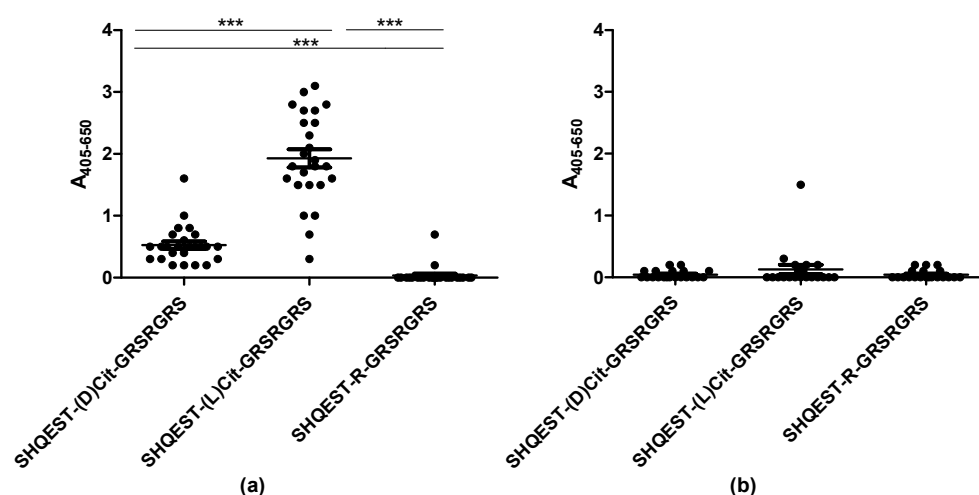 ***
***
***
4
3
2
1
0
A405-650
SHQEST-(D)Cit-GRSRGRS
SHQEST-(L)Cit-GRSRGRS
SHQEST-R-GRSRGRS
(a)
4
3
2
1
0
A405-650
SHQEST-(D)Cit-GRSRGRS
SHQEST-(L)Cit-GRSRGRS
SHQEST-R-GRSRGRS
(b)